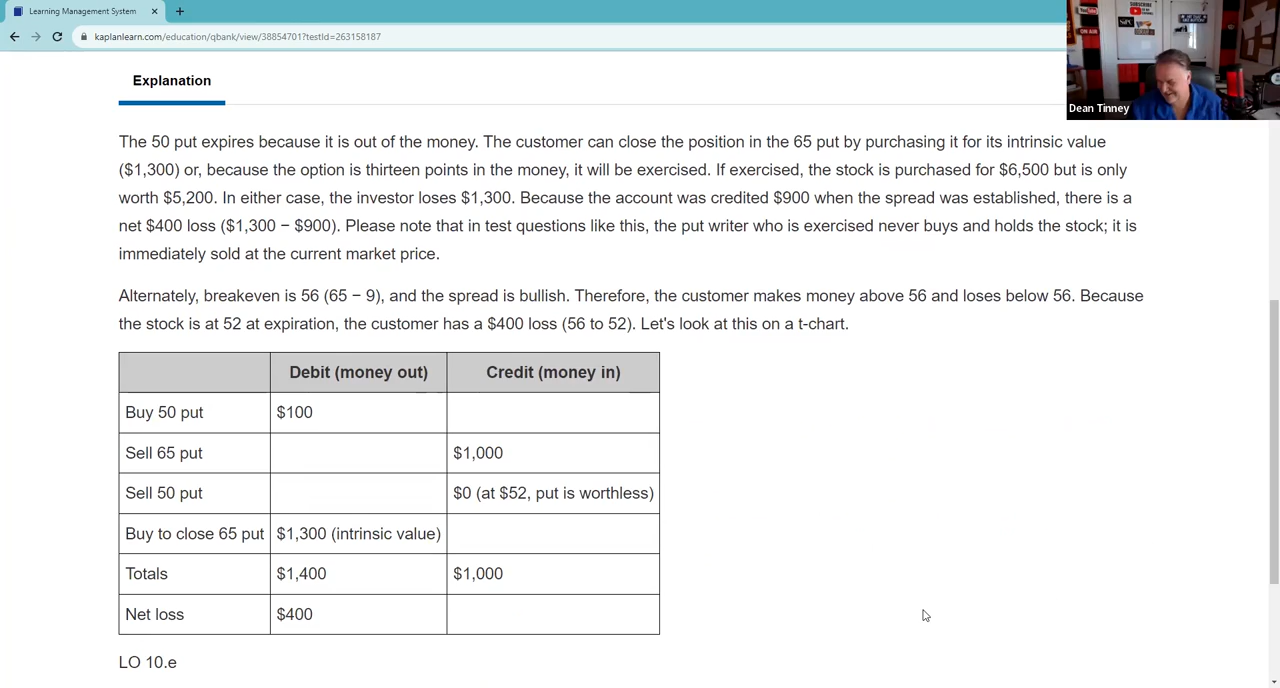 Learning Management System
kaplanlearn.com/education/qbank/view/38854701?testId=263158187
SUBSCRIBE
ON AIR
Dean Tinney
Explanation
The 50 put expires because it is out of the money. The customer can close the position in the 65 put by purchasing it for its intrinsic value
($1,300) or, because the option is thirteen points in the money, it will be exercised. If exercised, the stock is purchased for $6,500 but is only
worth $5,200. In either case, the investor loses $1,300. Because the account was credited $900 when the spread was established, there is a
net $400 loss ($1,300 − $900). Please note that in test questions like this, the put writer who is exercised never buys and holds the stock; it is
immediately sold at the current market price.
Alternately, breakeven is 56 (65 − 9), and the spread is bullish. Therefore, the customer makes money above 56 and loses below 56. Because
the stock is at 52 at expiration, the customer has a $400 loss (56 to 52). Let's look at this on a t-chart.
Debit (money out) Credit (money in)
Buy 50 put $100
Sell 65 put $1,000
Sell 50 put $0 (at $52, put is worthless)
Buy to close 65 put $1,300 (intrinsic value)
Totals $1,400 $1,000
Net loss $400
LO 10.e